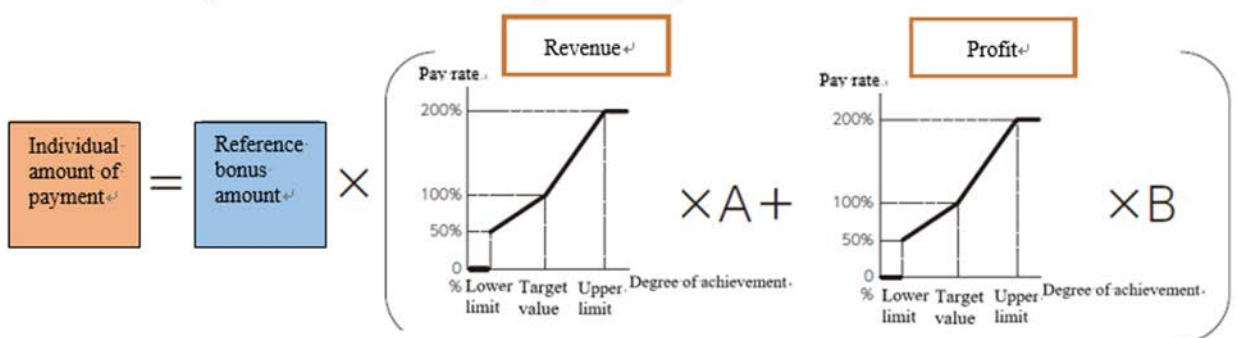 Individual
amount of
payment
=
Reference
bonus
amount
×
Revenue
Pay rate
200%
100%
50%
0
%
Lower limit
Target value
Upper limit
Degree of achievement
×A+
Profit
Pay rate
200%
100%
50%
0
%
Lower limit
Target value
Upper limit
Degree of achievement
×B